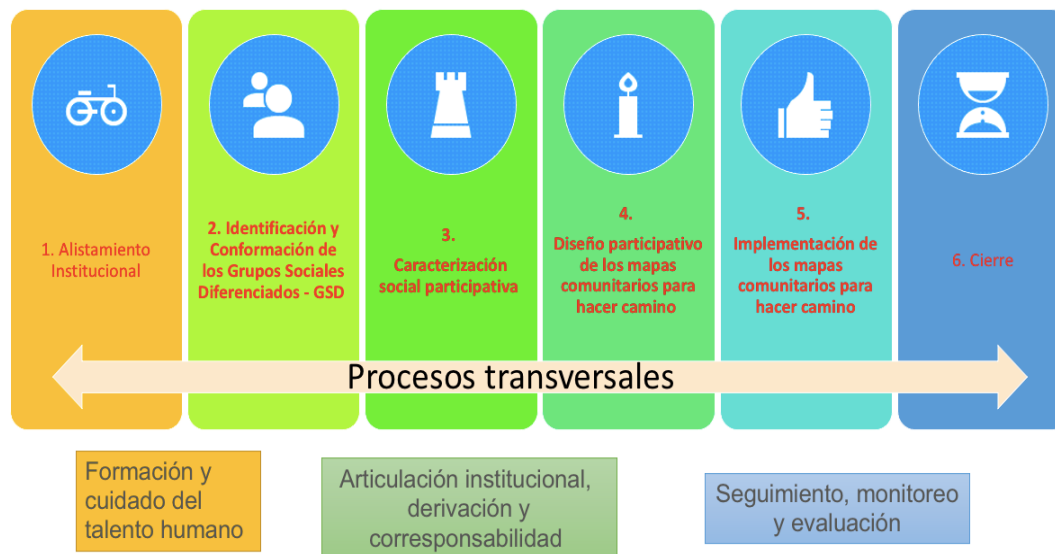 1. Alistamiento
Institucional
2. Identificación y
Conformación de
los Grupos Sociales
Diferenciados - GSD
3.
Caracterización
social participativa
4.
Diseño participativo
de los mapas
comunitarios para
hacer camino
5.
Implementación de
los mapas
comunitarios para
hacer camino
6. Cierre
Procesos transversales
Formación y
cuidado del
talento humano
Articulación institucional,
derivación y
corresponsabilidad
Seguimiento, monitoreo
y evaluación